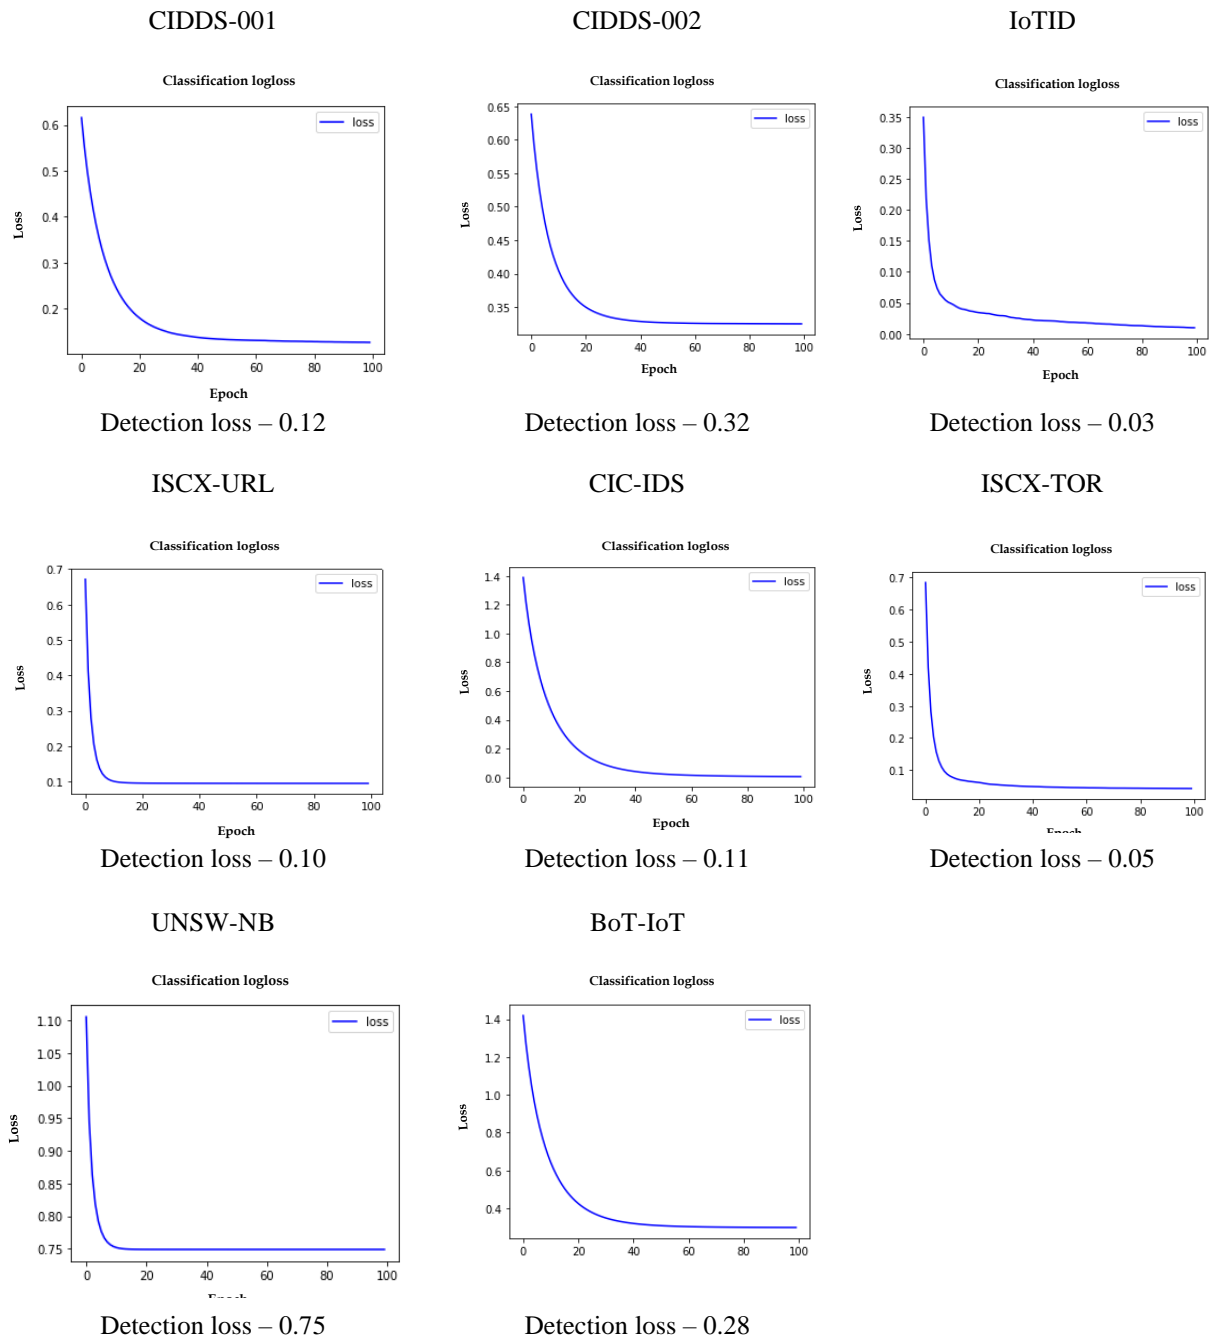 CIDDS-001
CIDDS-002
IoTID
Classification logloss
loss
0.6
0.5
0.4
0.3
0.2
Loss
0 20 40 60 80 100
Epoch
Classification logloss
loss
0.65
0.60
0.55
0.50
0.45
0.40
0.35
Loss
0 20 40 60 80 100
Epoch
Classification logloss
loss
0.35
0.30
0.25
0.20
0.15
0.10
0.05
0.00
Loss
0 20 40 60 80 100
Epoch
Detection loss – 0.12
Detection loss – 0.32
Detection loss – 0.03
ISCX-URL
CIC-IDS
ISCX-TOR
Classification logloss
loss
0.7
0.6
0.5
0.4
0.3
0.2
0.1
Loss
0 20 40 60 80 100
Epoch
Classification logloss
loss
1.4
1.2
1.0
0.8
0.6
0.4
0.2
0.0
Loss
0 20 40 60 80 100
Epoch
Classification logloss
loss
0.7
0.6
0.5
0.4
0.3
0.2
0.1
Loss
0 20 40 60 80 100
Epoch
Detection loss – 0.10
Detection loss – 0.11
Detection loss – 0.05
UNSW-NB
BoT-IoT
Classification logloss
loss
1.10
1.05
1.00
0.95
0.90
0.85
0.80
0.75
Loss
0 20 40 60 80 100
Epoch
Classification logloss
loss
1.4
1.2
1.0
0.8
0.6
0.4
Loss
0 20 40 60 80 100
Detection loss – 0.75
Detection loss – 0.28